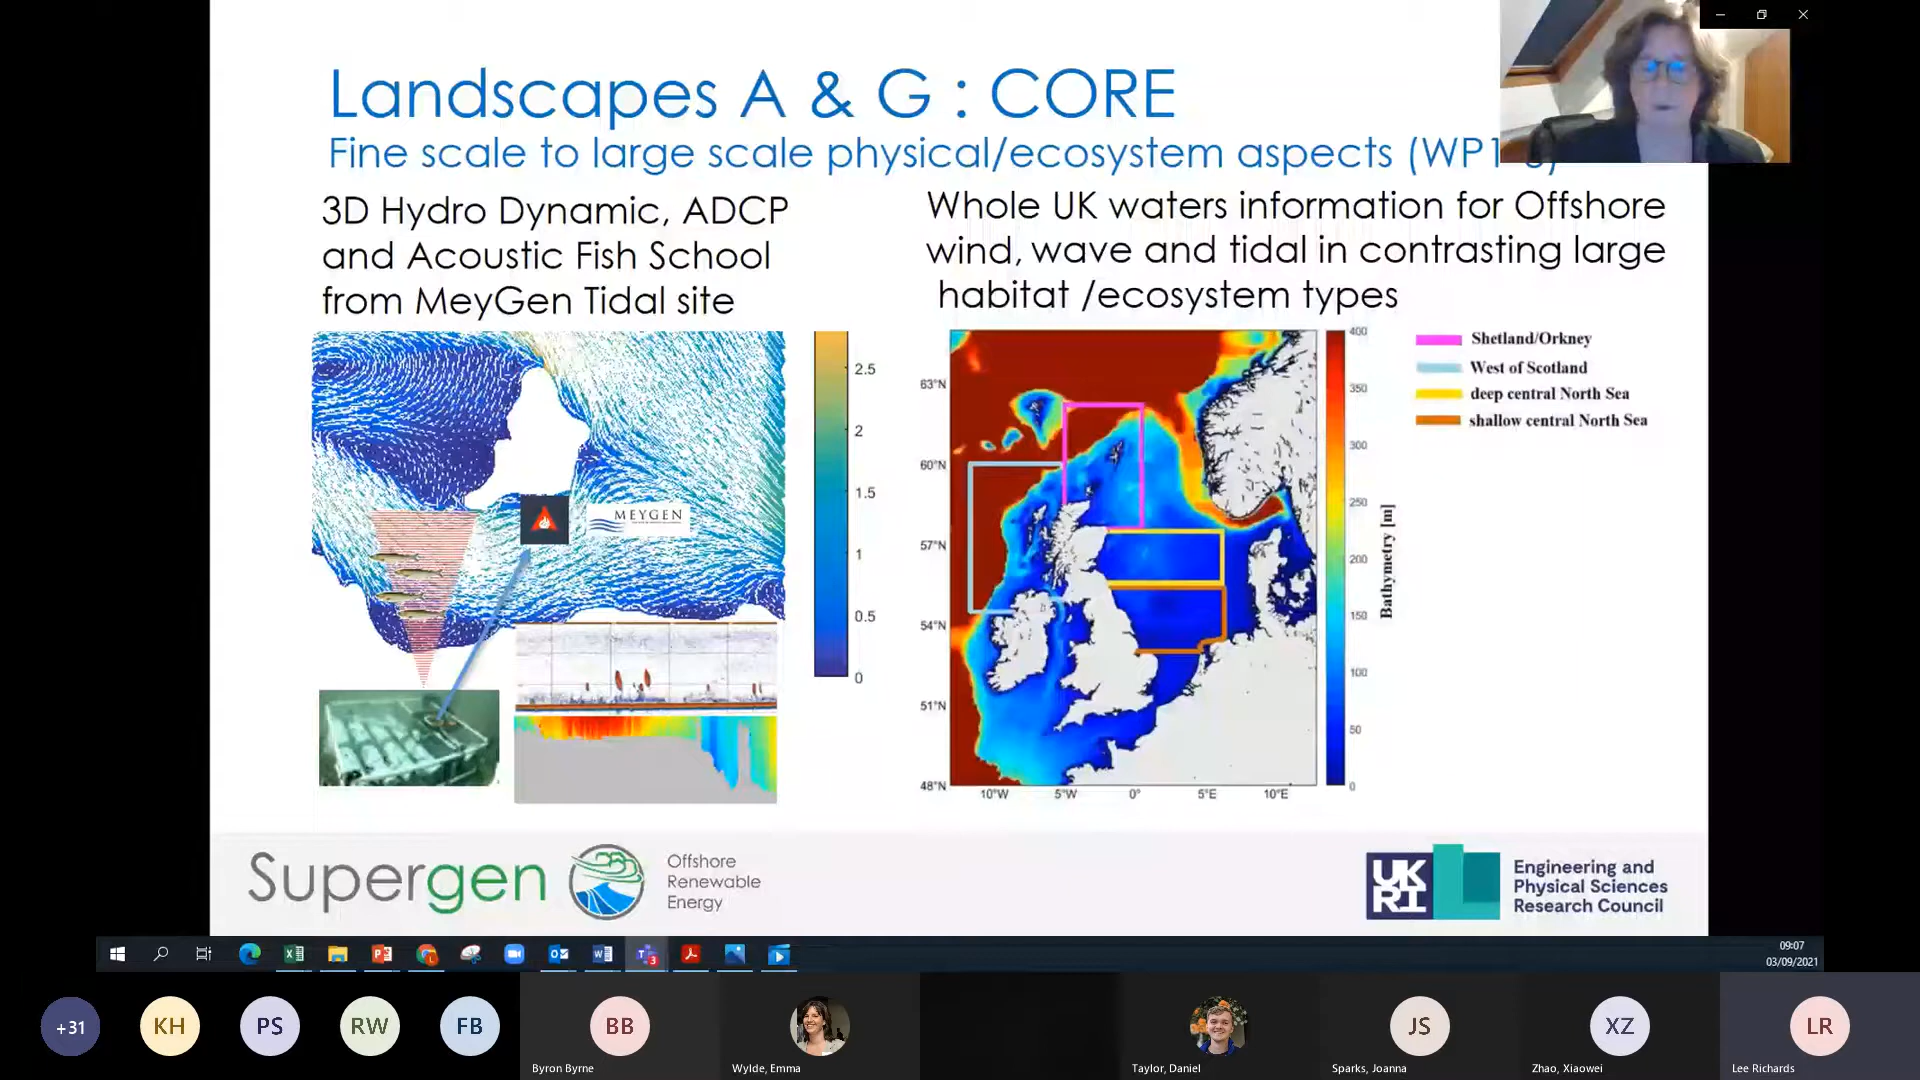 Landscapes A & G : CORE
Fine scale to large scale physical/ecosystem aspects (WP1
3D Hydro Dynamic, ADCP
and Acoustic Fish School
from MeyGen Tidal site
Whole UK waters information for Offshore
wind, wave and tidal in contrasting large
habitat /ecosystem types
2.5
2
1.5
1
0.5
0
MEYGEN
63°N
60°N
57°N
54°N
51°N
48°N
10°W
5°W
0°
5°E
10°E
400
350
300
250
200
150
100
50
0
Bathymetry [m]
Shetland/Orkney
West of Scotland
deep central North Sea
shallow central North Sea
Supergen
Offshore
Renewable
Energy
UK
RI
Engineering and
Physical Sciences
Research Council
09:07
03/09/2021
+31
KH
PS
RW
FB
BB
JS
XZ
LR
Byron Byrne
Wylde, Emma
Taylor, Daniel
Sparks, Joanna
Zhao, Xiaowei
Lee Richards